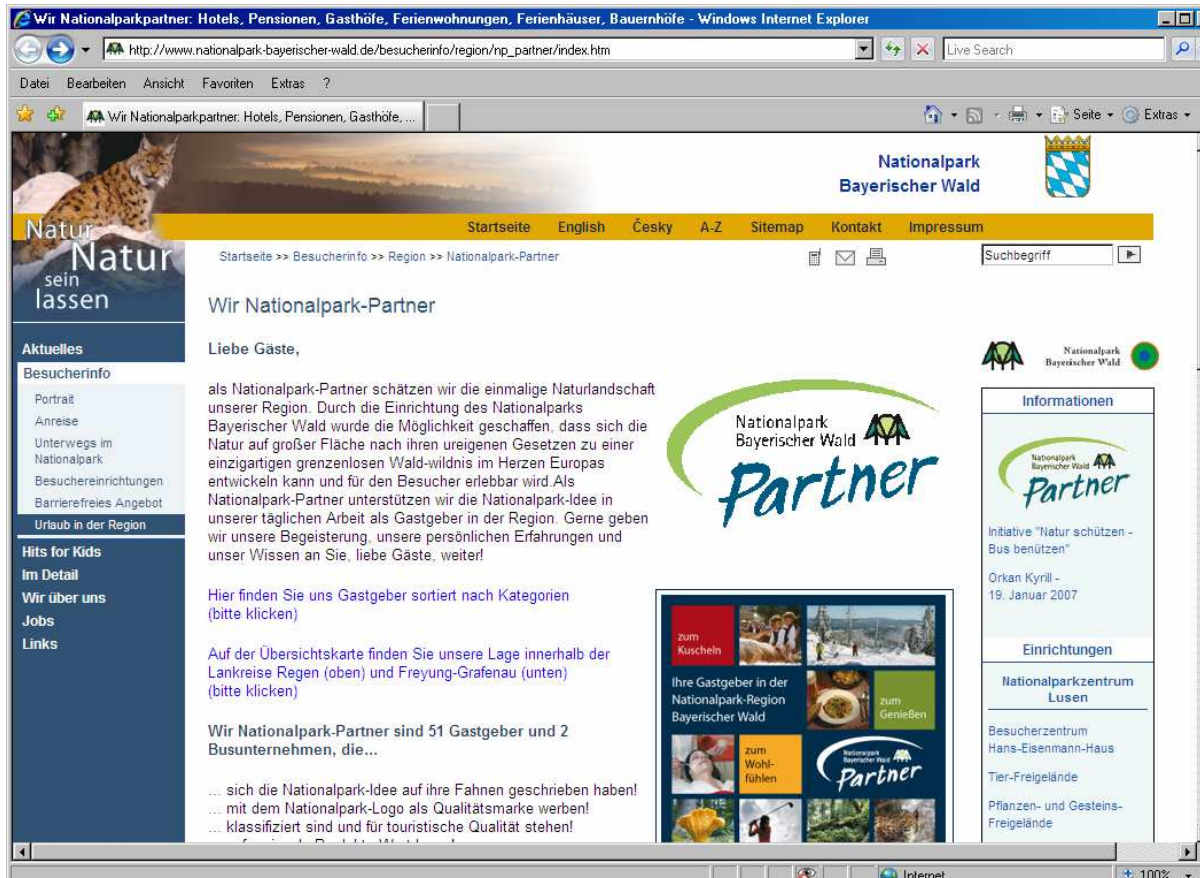 Wir Nationalparkpartner: Hotels, Pensionen, Gasthöfe, Ferienwohnungen, Ferienhäuser, Bauernhöfe - Windows Internet Explorer
http://www.nationalpark-bayerischer-wald.de/besucherinfo/region/np_partner/index.htm
Live Search
Datei Bearbeiten Ansicht Favoriten Extras ?
Wir Nationalparkpartner: Hotels, Pensionen, Gasthöfe, ...
Seite
Extras
Nationalpark
Bayerischer Wald
Startseite English Česky A-Z Sitemap Kontakt Impressum
Natur
Natur
sein
lassen
Startseite >> Besucherinfo >> Region >> Nationalpark-Partner
Suchbegriff
Aktuelles
Besucherinfo
Portrait
Anreise
Unterwegs im
Nationalpark
Besuchereinrichtungen
Barrierefreies Angebot
Urlaub in der Region
Hits for Kids
Im Detail
Wir über uns
Jobs
Links
Wir Nationalpark-Partner
Liebe Gäste,
als Nationalpark-Partner schätzen wir die einmalige Naturlandschaft
unserer Region. Durch die Einrichtung des Nationalparks
Bayerischer Wald wurde die Möglichkeit geschaffen, dass sich die
Natur auf großer Fläche nach ihren ureigenen Gesetzen zu einer
einzigartigen grenzenlosen Wald-wildnis im Herzen Europas
entwickeln kann und für den Besucher erlebbar wird.Als
Nationalpark-Partner unterstützen wir die Nationalpark-Idee in
unserer täglichen Arbeit als Gastgeber in der Region. Gerne geben
wir unsere Begeisterung, unsere persönlichen Erfahrungen und
unser Wissen an Sie, liebe Gäste, weiter!
Hier finden Sie uns Gastgeber sortiert nach Kategorien
(bitte klicken)
Auf der Übersichtskarte finden Sie unsere Lage innerhalb der
Lankreise Regen (oben) und Freyung-Grafenau (unten)
(bitte klicken)
Wir Nationalpark-Partner sind 51 Gastgeber und 2
Busunternehmen, die...
... sich die Nationalpark-Idee auf ihre Fahnen geschrieben haben!
... mit dem Nationalpark-Logo als Qualitätsmarke werben!
... klassifiziert sind und für touristische Qualität stehen!
Nationalpark
Bayerischer Wald
Partner
zum
Kuscheln
Ihre Gastgeber in der
Nationalpark-Region
Bayerischer Wald
zum
Genießen
zum
Wohl-
fühlen
Nationalpark
Bayerischer Wald
Partner
Nationalpark
Bayerischer Wald
Informationen
Nationalpark
Bayerischer Wald
Partner
Initiative "Natur schützen -
Bus benützen"
Orkan Kyrill -
19. Januar 2007
Einrichtungen
Nationalparkzentrum
Lusen
Besucherzentrum
Hans-Eisenmann-Haus
Tier-Freigelände
Pflanzen- und Gesteins-
Freigelände
Internet
100%